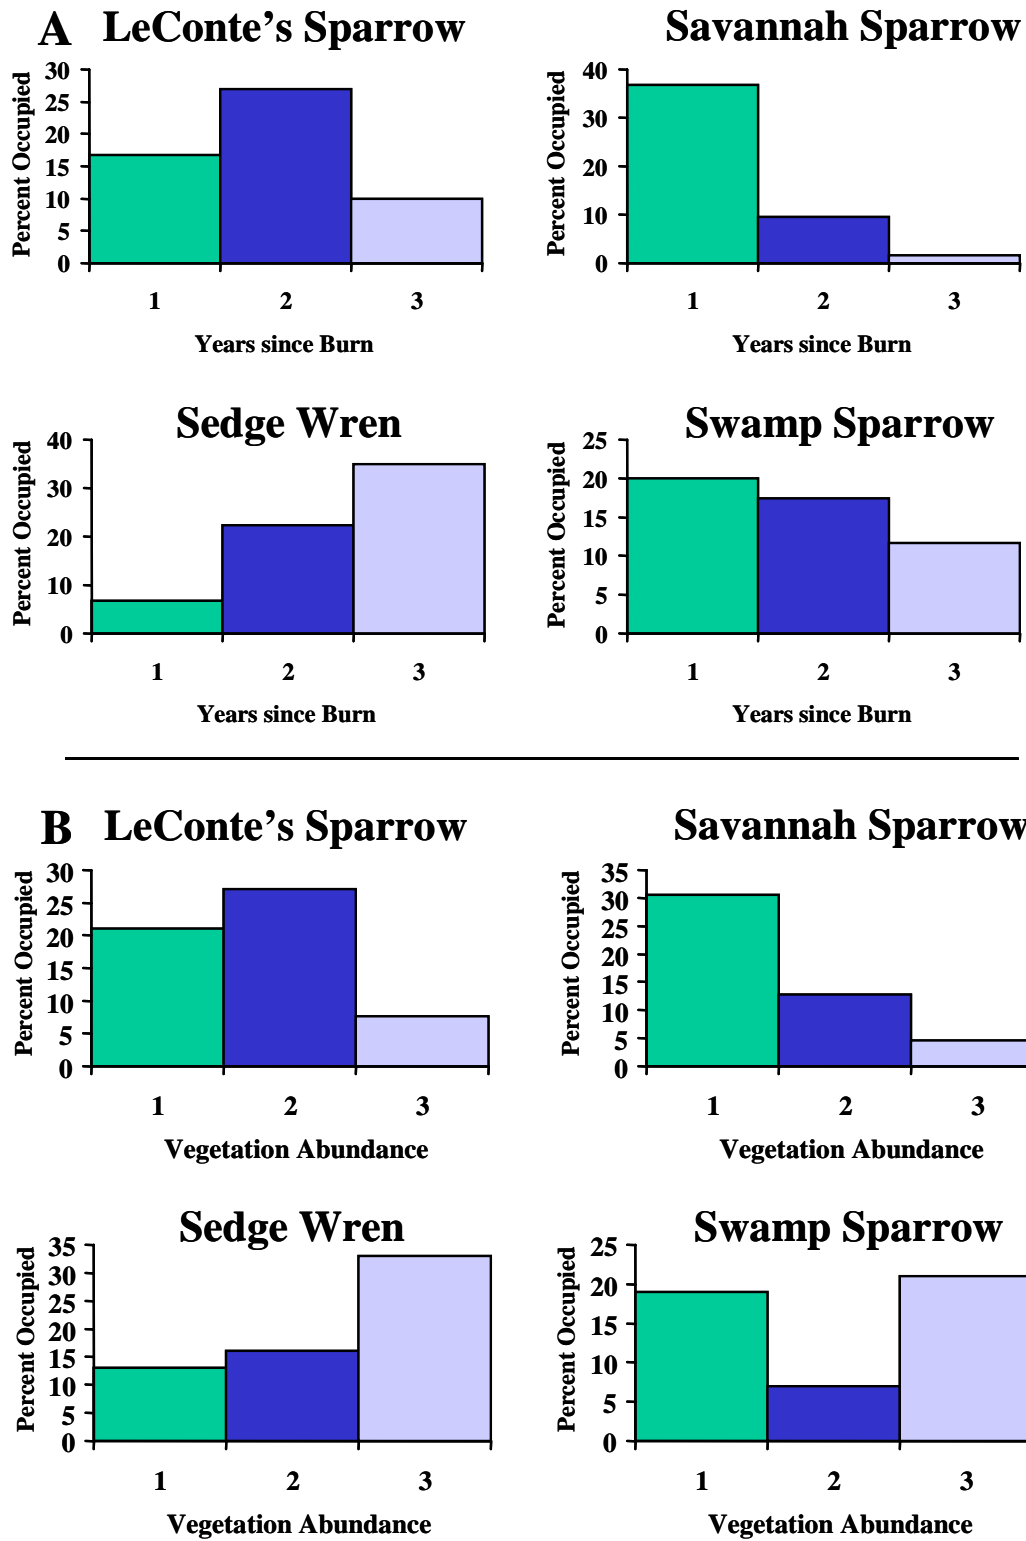 A LeConte's Sparrow
Percent Occupied
30
25
20
15
10
5
0
1 2 3
Years since Burn
Savannah Sparrow
Percent Occupied
40
30
20
10
0
1 2 3
Years since Burn
Sedge Wren
Percent Occupied
40
30
20
10
0
1 2 3
Years since Burn
Swamp Sparrow
Percent Occupied
25
20
15
10
5
0
1 2 3
Years since Burn
B LeConte's Sparrow
Percent Occupied
30
25
20
15
10
5
0
1 2 3
Vegetation Abundance
Savannah Sparrow
Percent Occupied
35
30
25
20
15
10
5
0
1 2 3
Vegetation Abundance
Sedge Wren
Percent Occupied
35
30
25
20
15
10
5
0
1 2 3
Vegetation Abundance
Swamp Sparrow
Percent Occupied
25
20
15
10
5
0
1 2 3
Vegetation Abundance